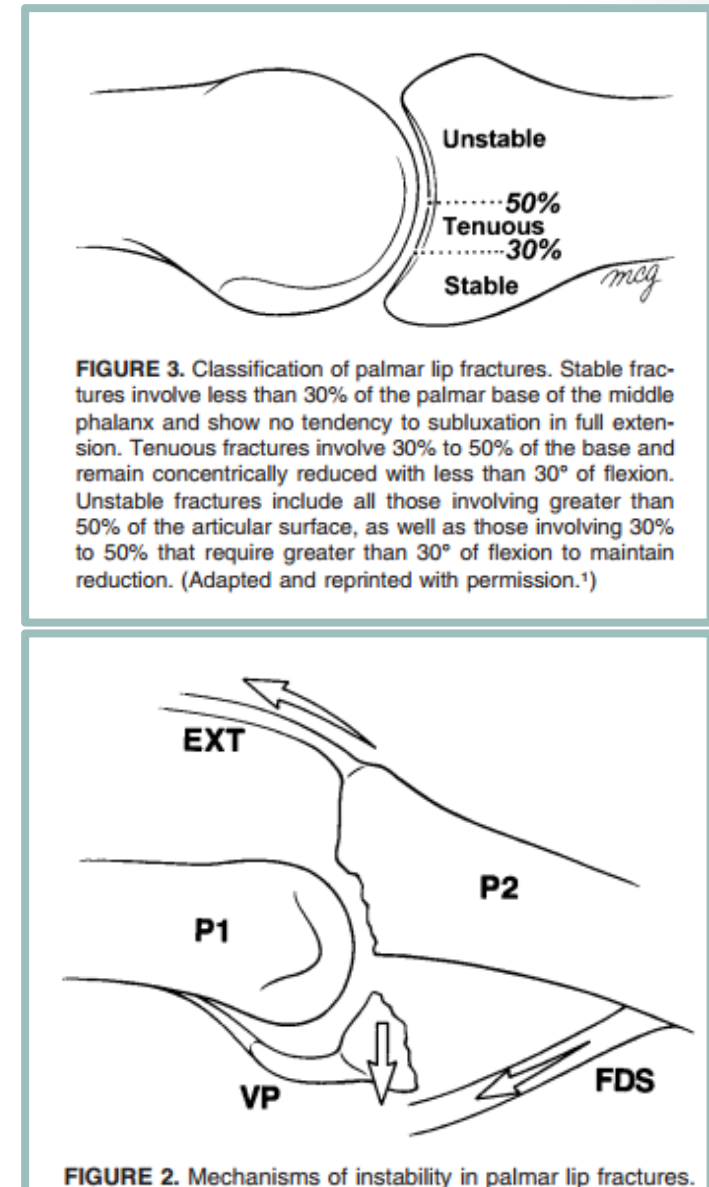 Unstable
50%
Tenuous
30%
Stable
mcg
FIGURE 3. Classification of palmar lip fractures. Stable frac-
tures involve less than 30% of the palmar base of the middle
phalanx and show no tendency to subluxation in full exten-
sion. Tenuous fractures involve 30% to 50% of the base and
remain concentrically reduced with less than 30° of flexion.
Unstable fractures include all those involving greater than
50% of the articular surface, as well as those involving 30%
to 50% that require greater than 30° of flexion to maintain
reduction. (Adapted and reprinted with permission.¹)
EXT
P2
P1
FDS
VP
FIGURE 2. Mechanisms of instability in palmar lip fractures.